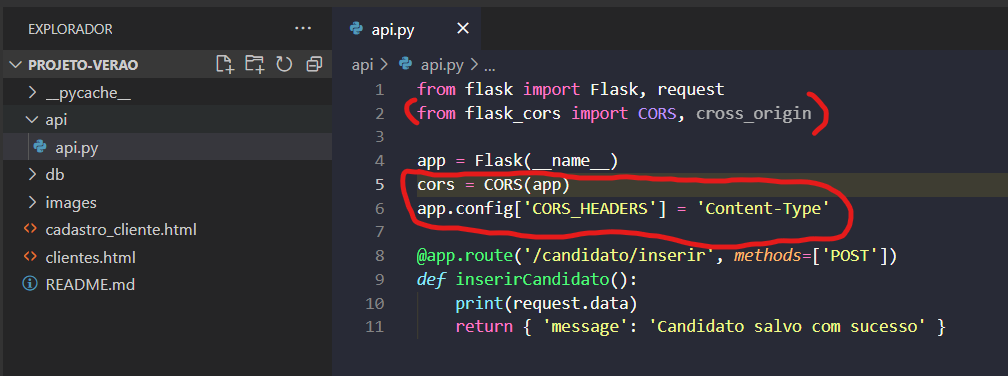 EXPLORADOR ...
PROJETO-VERAO
__pycache__
api
api.py
db
images
cadastro_cliente.html
clientes.html
README.md
api.py
api > api.py > ...
1 from flask import Flask, request
2 from flask_cors import CORS, cross_origin
3
4 app = Flask(__name__)
5 cors = CORS(app)
6 app.config['CORS_HEADERS'] = 'Content-Type'
7
8 @app.route('/candidato/inserir', methods=['POST'])
9 def inserirCandidato():
10     print(request.data)
11     return { 'message': 'Candidato salvo com sucesso' }